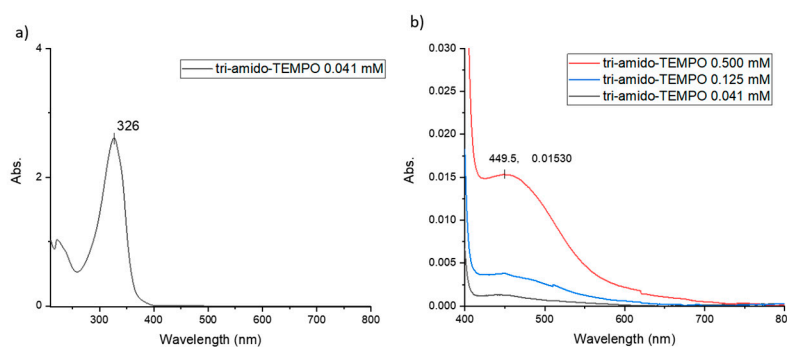 a)
4
2
0
Abs.
300
400
500
600
700
800
Wavelength (nm)
326
tri-amido-TEMPO 0.041 mM
b)
0.030
0.025
0.020
0.015
0.010
0.005
0.000
Abs.
400
500
600
700
800
Wavelength (nm)
449.5, 0.01530
tri-amido-TEMPO 0.500 mM
tri-amido-TEMPO 0.125 mM
tri-amido-TEMPO 0.041 mM